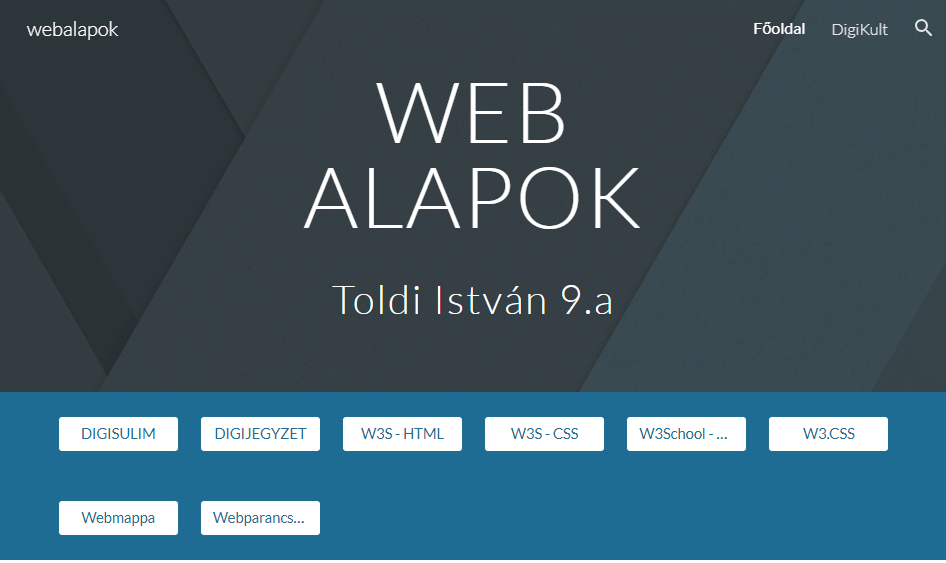 webalapok
Főoldal
DigiKult
WEB
ALAPOK
Toldi István 9.a
DIGISULIM
DIGIJEGYZET
W3S - HTML
W3S - CSS
W3School - ...
W3.CSS
Webmappa
Webparancs...